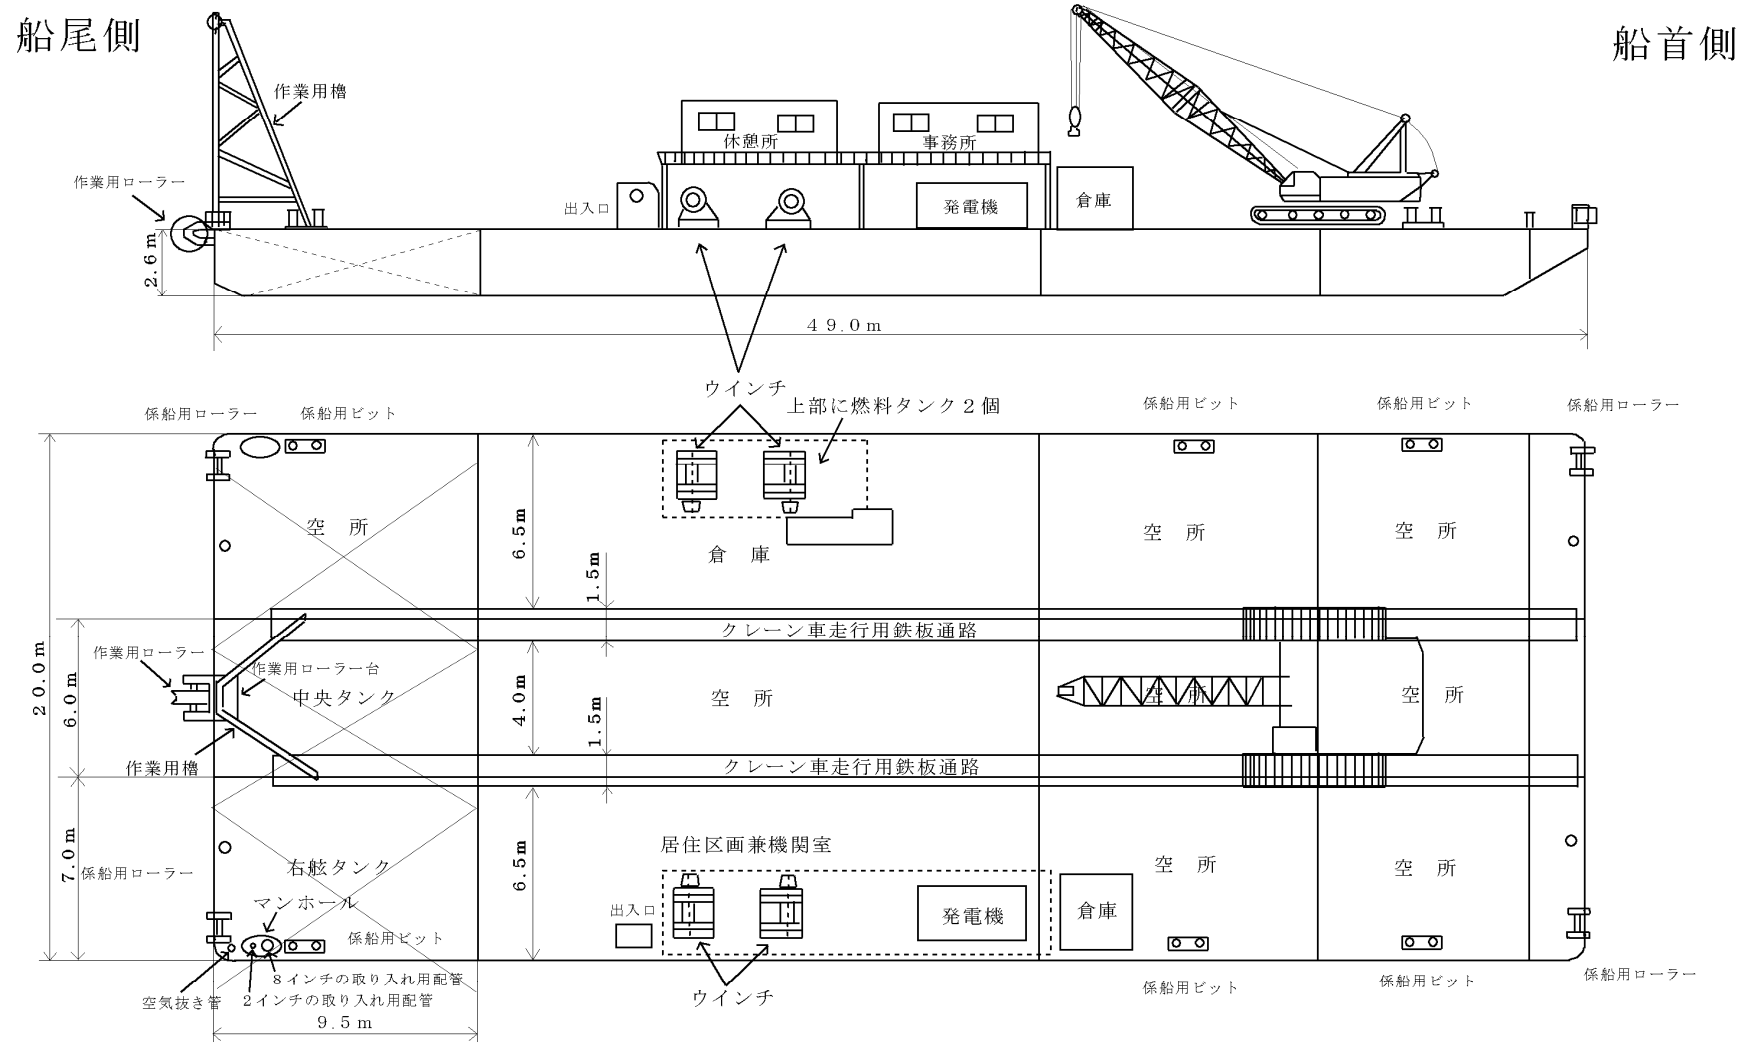 船尾側
船首側
作業用櫓
休憩所
事務所
作業用ローラー
出入口
発電機
倉庫
2.6m
49.0m
ウインチ
上部に燃料タンク2個
係船用ローラー
係船用ビット
係船用ビット
係船用ビット
係船用ローラー
空 所
6.5m
倉 庫
空 所
空 所
1.5m
クレーン車走行用鉄板通路
20.0m
6.0m
作業用ローラー
作業用ローラー台
中央タンク
4.0m
空 所
空 所
空 所
1.5m
作業用櫓
クレーン車走行用鉄板通路
7.0m
係船用ローラー
右舷タンク
マンホール
6.5m
居住区画兼機関室
空 所
空 所
出入口
発電機
倉庫
係船用ビット
8インチの取り入れ用配管
2インチの取り入れ用配管
空気抜き管
ウインチ
係船用ビット
係船用ビット
係船用ローラー
9.5m